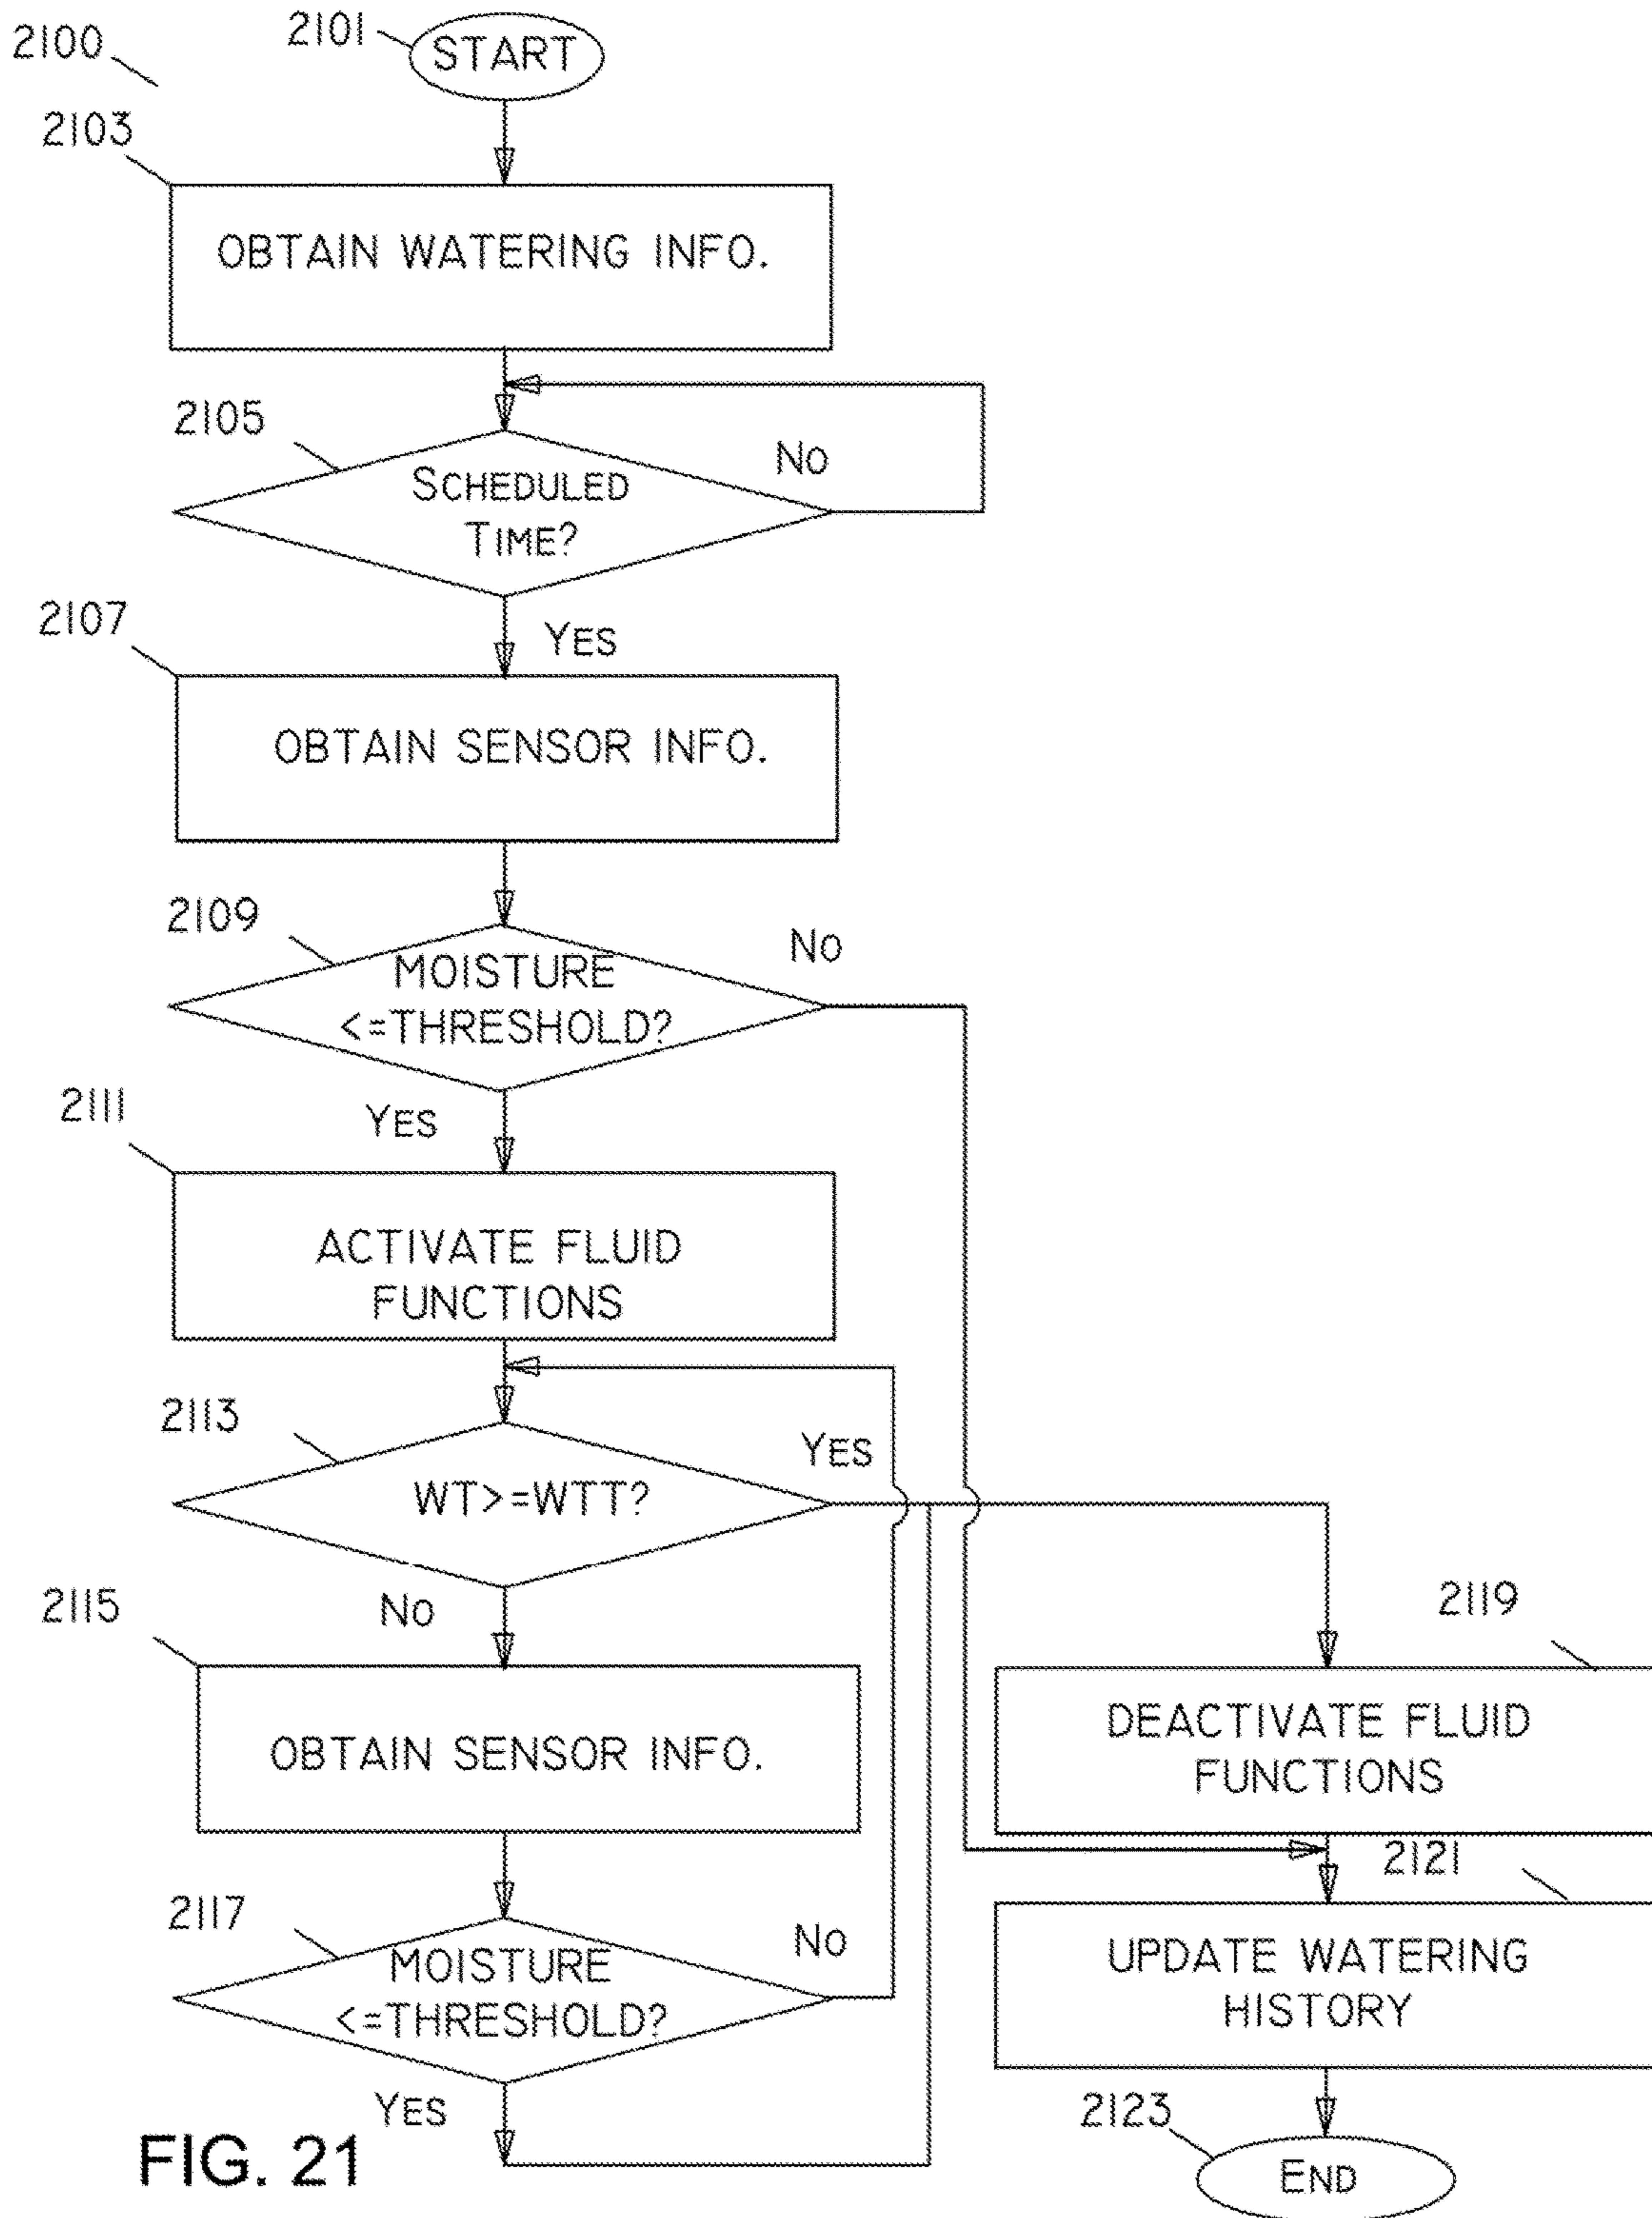 2100
2101
START
2103
OBTAIN WATERING INFO.
2105
SCHEDULED
TIME?
NO
YES
2107
OBTAIN SENSOR INFO.
2109
MOISTURE
<=THRESHOLD?
NO
YES
2111
ACTIVATE FLUID
FUNCTIONS
2113
WT>=WTT?
YES
NO
2115
OBTAIN SENSOR INFO.
2117
MOISTURE
<=THRESHOLD?
NO
YES
2119
DEACTIVATE FLUID
FUNCTIONS
2121
UPDATE WATERING
HISTORY
2123
END
FIG. 21